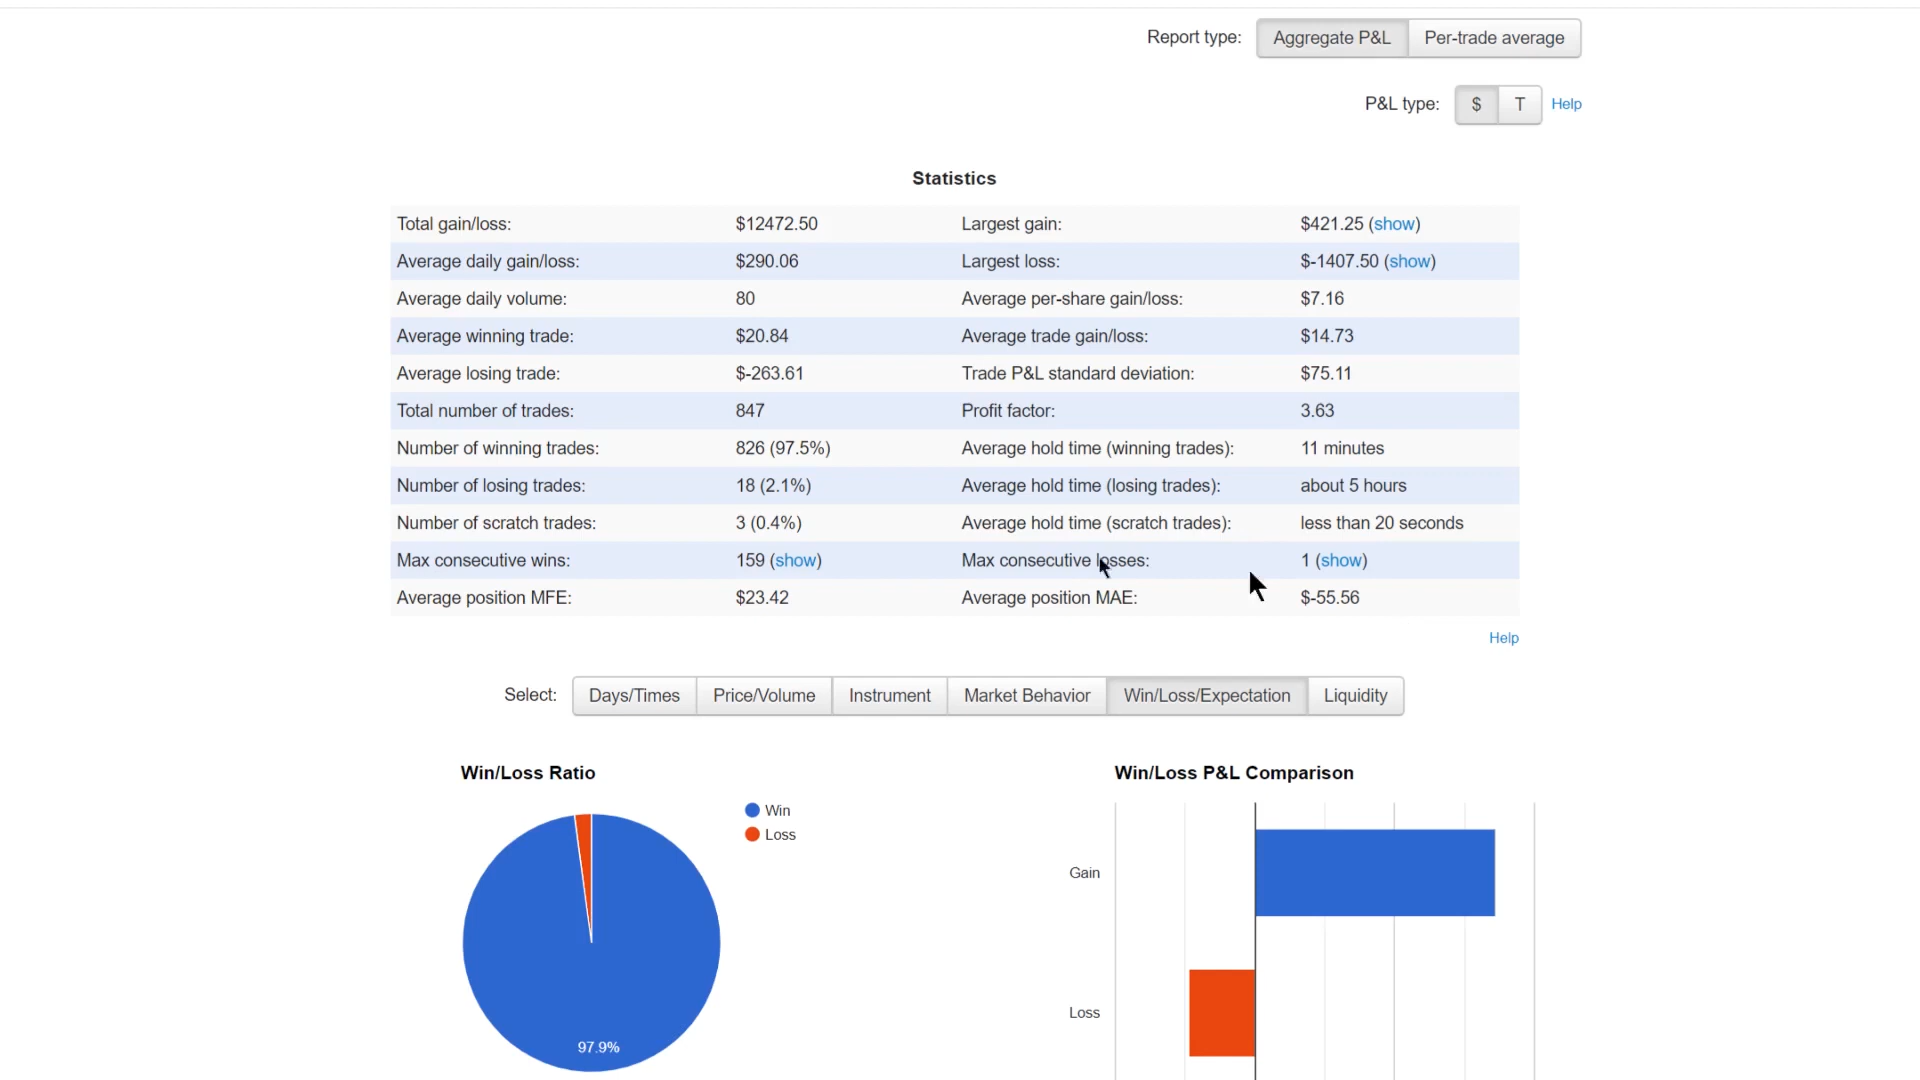 Report type: Aggregate P&L Per-trade average
P&L type: $ T Help
Statistics
Total gain/loss: $12472.50 Largest gain: $421.25 (show)
Average daily gain/loss: $290.06 Largest loss: $-1407.50 (show)
Average daily volume: 80 Average per-share gain/loss: $7.16
Average winning trade: $20.84 Average trade gain/loss: $14.73
Average losing trade: $-263.61 Trade P&L standard deviation: $75.11
Total number of trades: 847 Profit factor: 3.63
Number of winning trades: 826 (97.5%) Average hold time (winning trades): 11 minutes
Number of losing trades: 18 (2.1%) Average hold time (losing trades): about 5 hours
Number of scratch trades: 3 (0.4%) Average hold time (scratch trades): less than 20 seconds
Max consecutive wins: 159 (show) Max consecutive losses: 1 (show)
Average position MFE: $23.42 Average position MAE: $-55.56
Help
Select: Days/Times Price/Volume Instrument Market Behavior Win/Loss/Expectation Liquidity
Win/Loss Ratio Win/Loss P&L Comparison
Win
Loss
Gain
Loss
97.9%